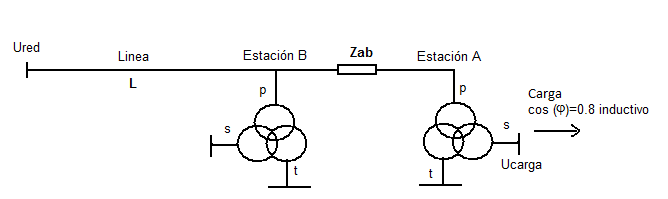 Ured
Linea
L
Estación B
Zab
Estación A
p
s
t
p
s
t
Ucarga
Carga
cos (φ)=0.8 inductivo